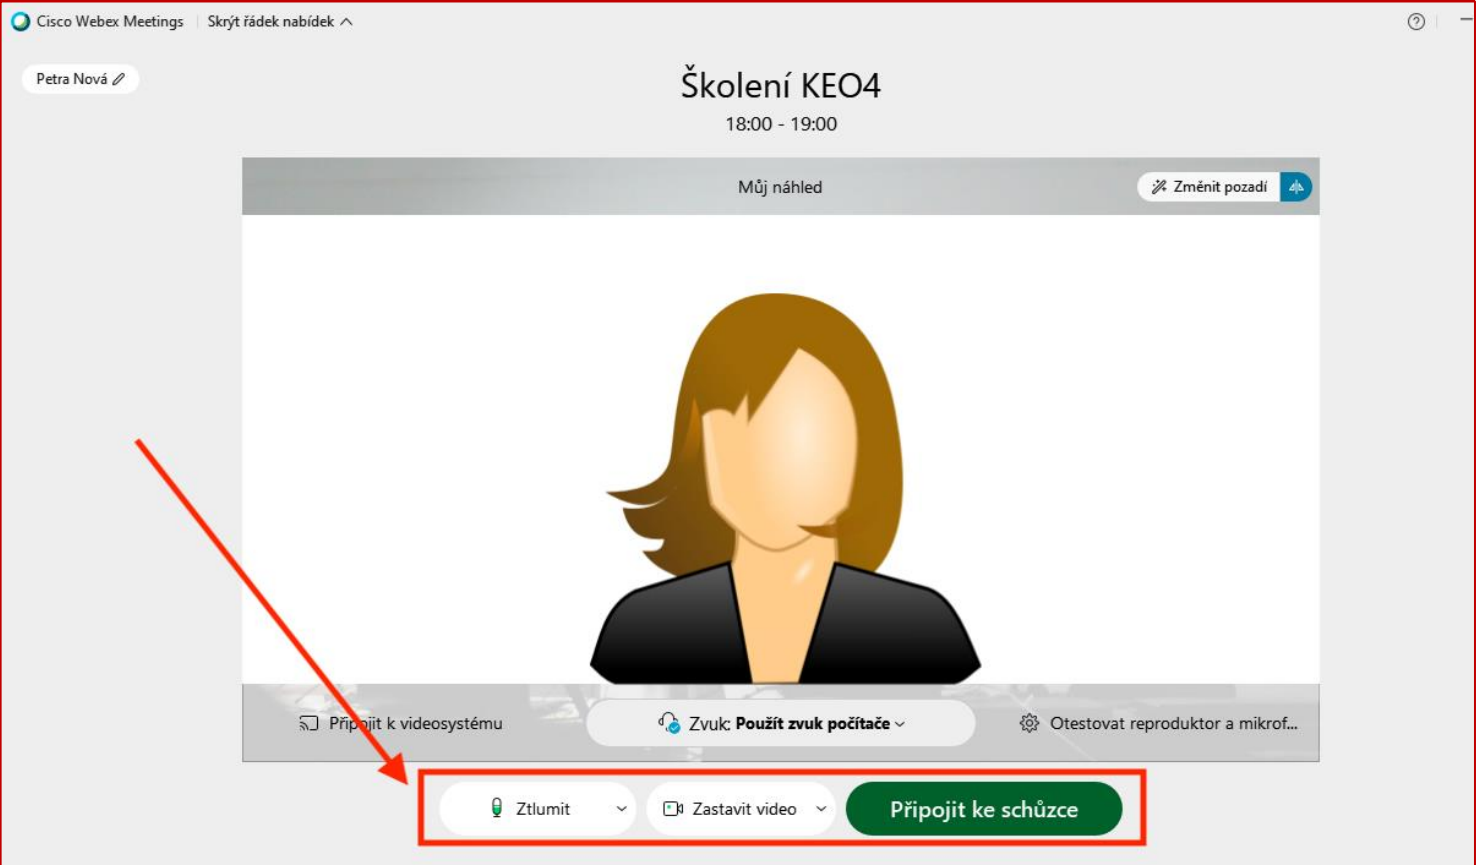 Cisco Webex Meetings Skrýt řádek nabídek
Petra Nová
Školení KEO4
18:00 - 19:00
Můj náhled
Změnit pozadí
Připojit k videosystému
Zvuk: Použít zvuk počítače
Otestovat reproduktor a mikrof...
Ztlumit
Zastavit video
Připojit ke schůzce